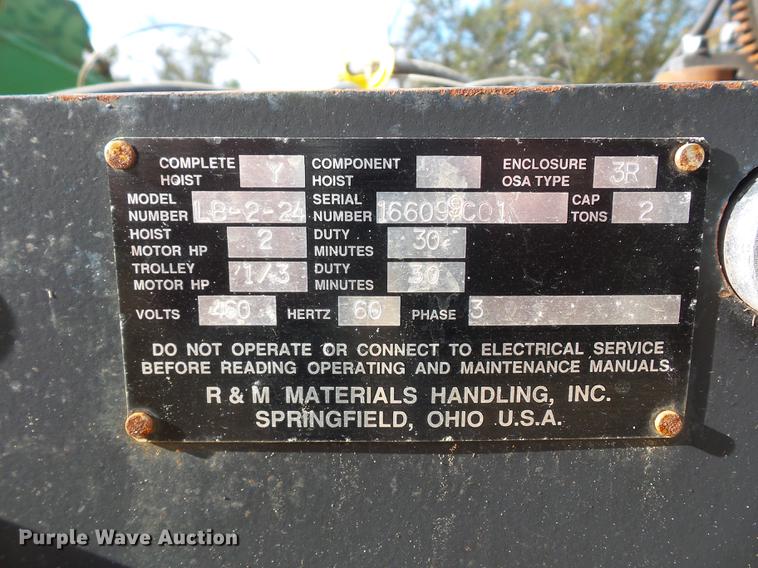 COMPLETE HOIST Y COMPONENT HOIST ENCLOSURE OSA TYPE 3R
MODEL NUMBER LB-2-24 SERIAL NUMBER CAP TONS 2
HOIST MOTOR HP 2 DUTY MINUTES 30
TROLLEY MOTOR HP 1/3 DUTY MINUTES 30
VOLTS 460 HERTZ 60 PHASE 3
DO NOT OPERATE OR CONNECT TO ELECTRICAL SERVICE
BEFORE READING OPERATING AND MAINTENANCE MANUALS.
R & M MATERIALS HANDLING, INC.
SPRINGFIELD, OHIO U.S.A.
Purple Wave Auction